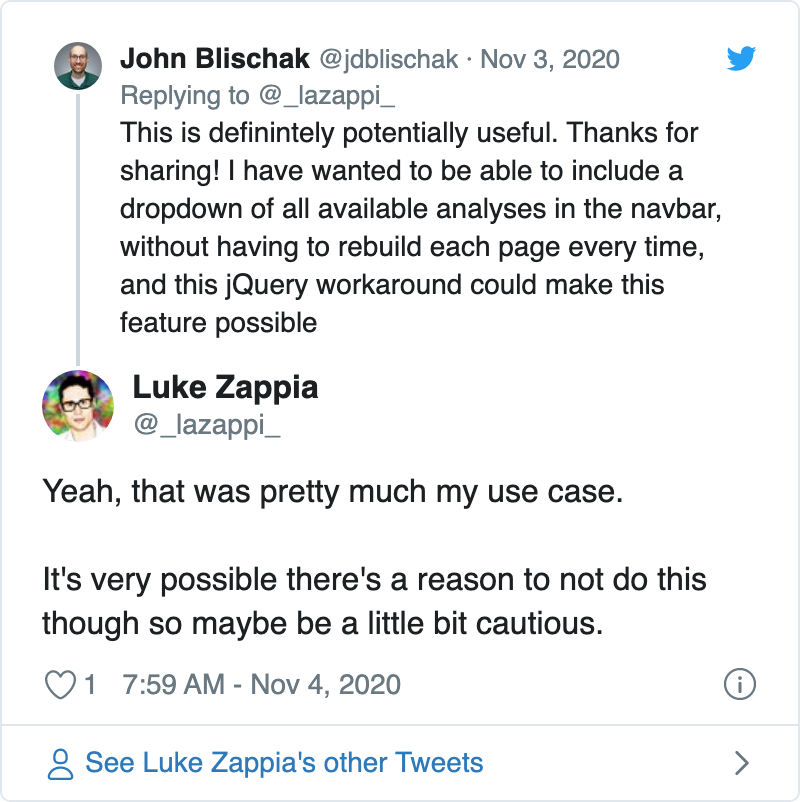 John Blischak @jdblischak · Nov 3, 2020
Replying to @_lazappi_
This is definintely potentially useful. Thanks for
sharing! I have wanted to be able to include a
dropdown of all available analyses in the navbar,
without having to rebuild each page every time,
and this jQuery workaround could make this
feature possible
Luke Zappia
@_lazappi_
Yeah, that was pretty much my use case.
It's very possible there's a reason to not do this
though so maybe be a little bit cautious.
1 7:59 AM - Nov 4, 2020
See Luke Zappia's other Tweets